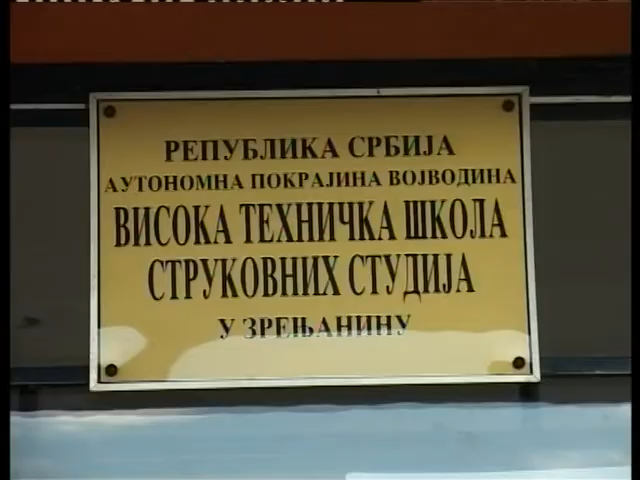 РЕПУБЛИКА СРБИЈА
АУТОНОМНА ПОКРАЈИНА ВОЈВОДИНА
ВИСОКА ТЕХНИЧКА ШКОЛА
СТРУКОВНИХ СТУДИЈА
У ЗРЕЊАНИНУ